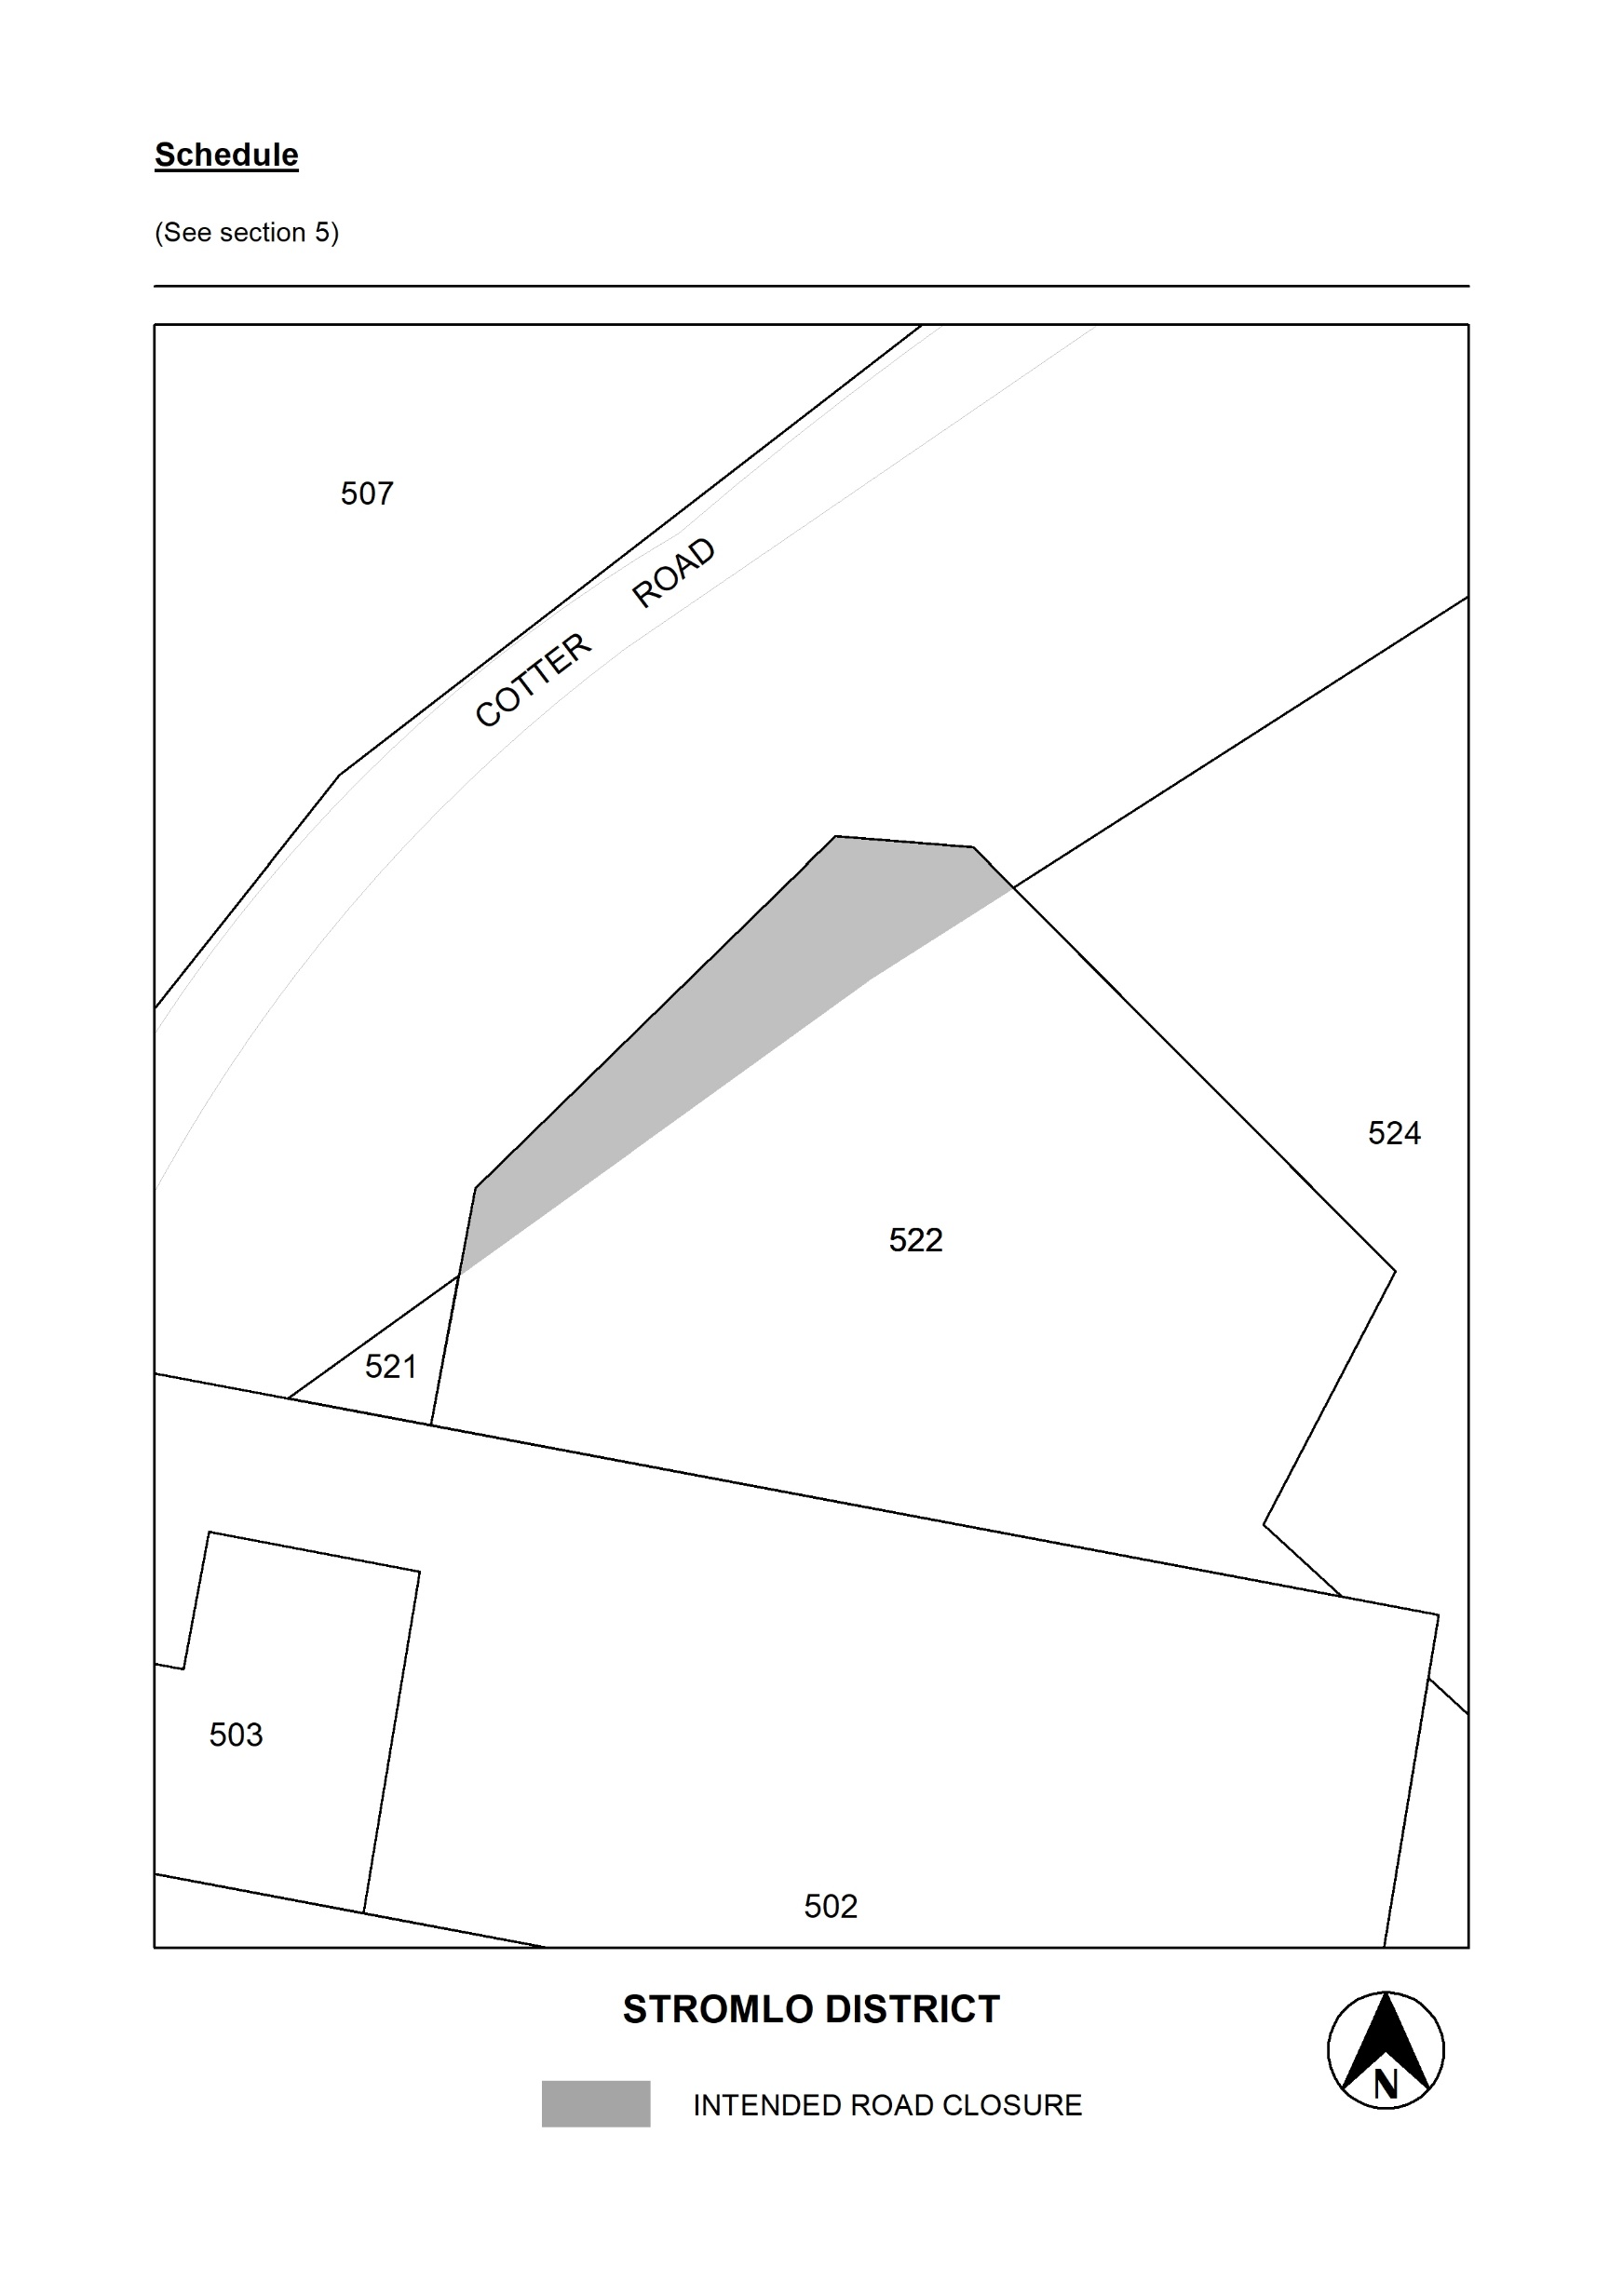 Schedule
(See section 5)
507
COTTER ROAD
524
522
521
503
502
STROMLO DISTRICT
N
INTENDED ROAD CLOSURE